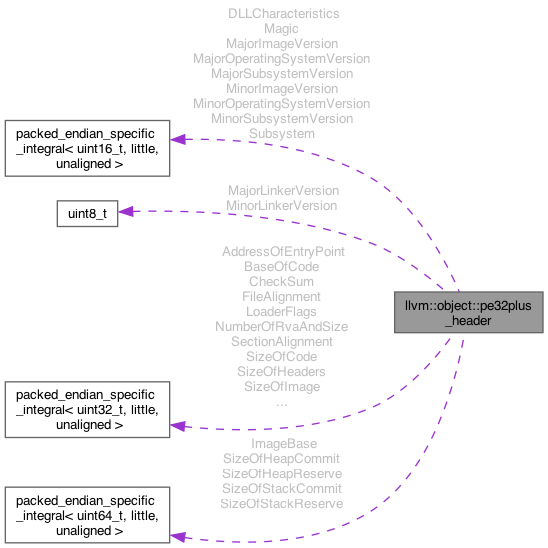 DLLCharacteristics
Magic
MajorImageVersion
MajorOperatingSystemVersion
MajorSubsystemVersion
MinorImageVersion
MinorOperatingSystemVersion
MinorSubsystemVersion
Subsystem
packed_endian_specific
_integral< uint16_t, little,
unaligned >
MajorLinkerVersion
MinorLinkerVersion
uint8_t
AddressOfEntryPoint
BaseOfCode
CheckSum
FileAlignment
LoaderFlags
NumberOfRvaAndSize
SectionAlignment
SizeOfCode
SizeOfHeaders
SizeOfImage
...
llvm::object::pe32plus
_header
packed_endian_specific
_integral< uint32_t, little,
unaligned >
ImageBase
SizeOfHeapCommit
SizeOfHeapReserve
SizeOfStackCommit
SizeOfStackReserve
packed_endian_specific
_integral< uint64_t, little,
unaligned >